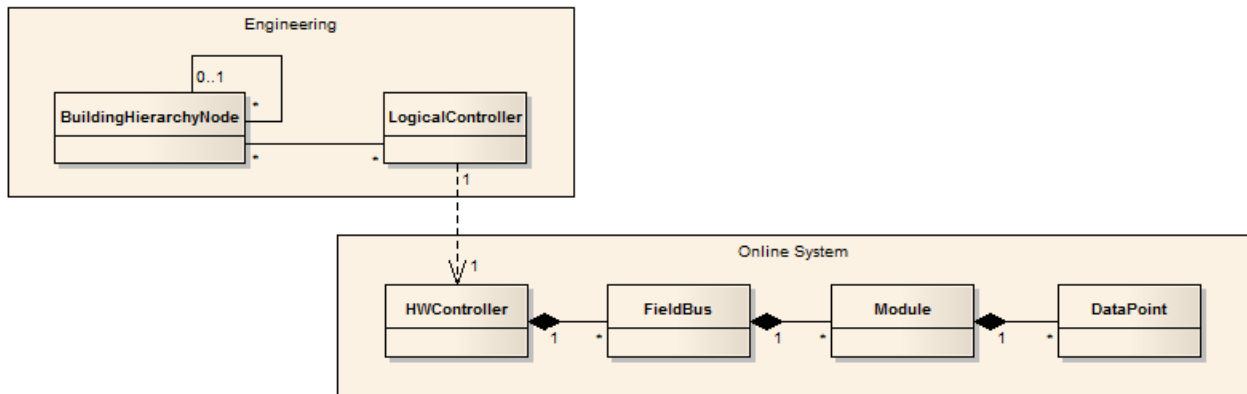 Engineering
0..1
*
BuildingHierarchyNode
LogicalController
*
*
1
Online System
1
HWController
FieldBus
Module
DataPoint
1
*
1
*
1
*